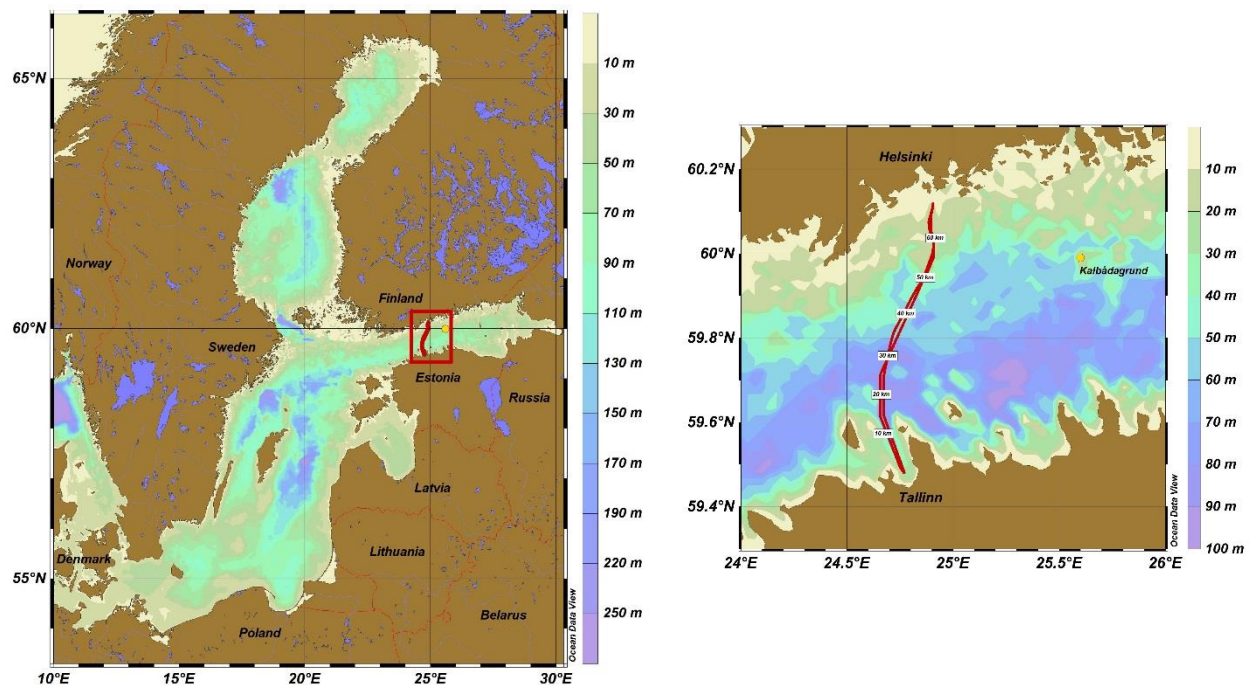 65°N
60°N
55°N
10°E
15°E
20°E
25°E
30°E
Norway
Finland
Sweden
Estonia
Russia
Latvia
Lithuania
Denmark
Belarus
Poland
Ocean Data View
10 m
30 m
50 m
70 m
90 m
110 m
130 m
150 m
170 m
190 m
220 m
250 m
60.2°N
60°N
59.8°N
59.6°N
59.4°N
24°E
24.5°E
25°E
25.5°E
26°E
Helsinki
60 km
50 km
40 km
30 km
20 km
10 km
Kalbådagrund
Tallinn
Ocean Data View
10 m
20 m
30 m
40 m
50 m
60 m
70 m
80 m
90 m
100 m